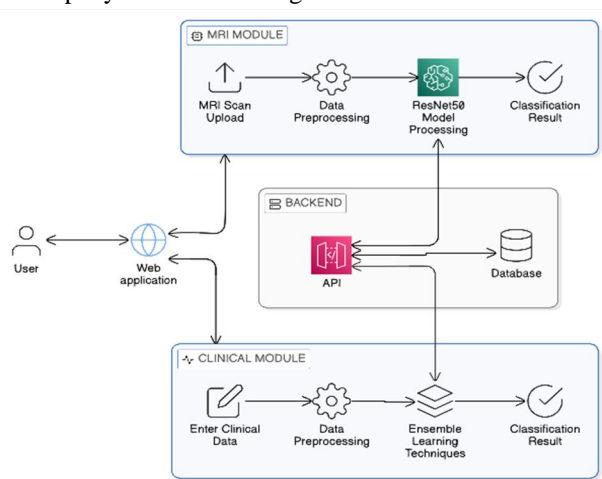 MRI MODULE
MRI Scan
Upload
Data
Preprocessing
ResNet50
Model
Processing
Classification
Result
BACKEND
API
Database
User
Web
application
CLINICAL MODULE
Enter Clinical
Data
Data
Preprocessing
Ensemble
Learning
Techniques
Classification
Result